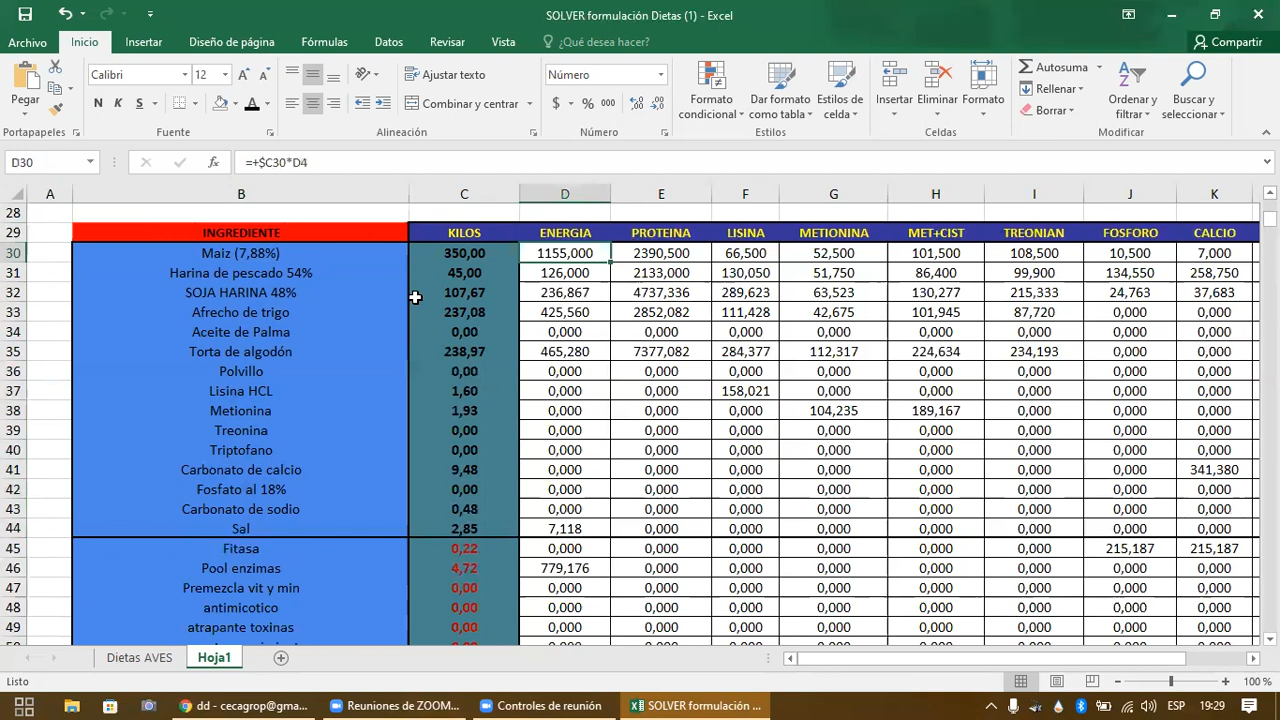 SOLVER formulación Dietas (1) - Excel
Archivo Inicio Insertar Diseño de página Fórmulas Datos Revisar Vista ¿Qué desea hacer? Compartir
Pegar
Calibri 12
N K S
Ajustar texto
Combinar y centrar
Número
$ % 000
Formato condicional
Dar formato como tabla
Estilos de celda
Insertar
Eliminar
Formato
Autosuma
Rellenar
Borrar
Ordenar y filtrar
Buscar y seleccionar
Portapapeles Fuente Alineación Número Estilos Celdas Modificar
D30 fx =+$C30*D4
A B C D E F G H I J K
28
29 INGREDIENTE KILOS ENERGIA PROTEINA LISINA METIONINA MET+CIST TREONIAN FOSFORO CALCIO
30 Maiz (7,88%) 350,00 1155,000 2390,500 66,500 52,500 101,500 108,500 10,500 7,000
31 Harina de pescado 54% 45,00 126,000 2133,000 130,050 51,750 86,400 99,900 134,550 258,750
32 SOJA HARINA 48% 107,67 236,867 4737,336 289,623 63,523 130,277 215,333 24,763 37,683
33 Afrecho de trigo 237,08 425,560 2852,082 111,428 42,675 101,945 87,720 0,000 0,000
34 Aceite de Palma 0,00 0,000 0,000 0,000 0,000 0,000 0,000 0,000 0,000
35 Torta de algodón 238,97 465,280 7377,082 284,377 112,317 224,634 234,193 0,000 0,000
36 Polvillo 0,00 0,000 0,000 0,000 0,000 0,000 0,000 0,000 0,000
37 Lisina HCL 1,60 0,000 0,000 158,021 0,000 0,000 0,000 0,000 0,000
38 Metionina 1,93 0,000 0,000 0,000 104,235 189,167 0,000 0,000 0,000
39 Treonina 0,00 0,000 0,000 0,000 0,000 0,000 0,000 0,000 0,000
40 Triptofano 0,00 0,000 0,000 0,000 0,000 0,000 0,000 0,000 0,000
41 Carbonato de calcio 9,48 0,000 0,000 0,000 0,000 0,000 0,000 0,000 341,380
42 Fosfato al 18% 0,00 0,000 0,000 0,000 0,000 0,000 0,000 0,000 0,000
43 Carbonato de sodio 0,48 0,000 0,000 0,000 0,000 0,000 0,000 0,000 0,000
44 Sal 2,85 7,118 0,000 0,000 0,000 0,000 0,000 0,000 0,000
45 Fitasa 0,22 0,000 0,000 0,000 0,000 0,000 0,000 215,187 215,187
46 Pool enzimas 4,72 779,176 0,000 0,000 0,000 0,000 0,000 0,000 0,000
47 Premezcla vit y min 0,00 0,000 0,000 0,000 0,000 0,000 0,000 0,000 0,000
48 antimicotico 0,00 0,000 0,000 0,000 0,000 0,000 0,000 0,000 0,000
49 atrapante toxinas 0,00 0,000 0,000 0,000 0,000 0,000 0,000 0,000 0,000
Dietas AVES Hoja1
Listo 100 %
dd - cecagrop@gma... Reuniones de ZOOM... Controles de reunión SOLVER formulación ... ESP 19:29